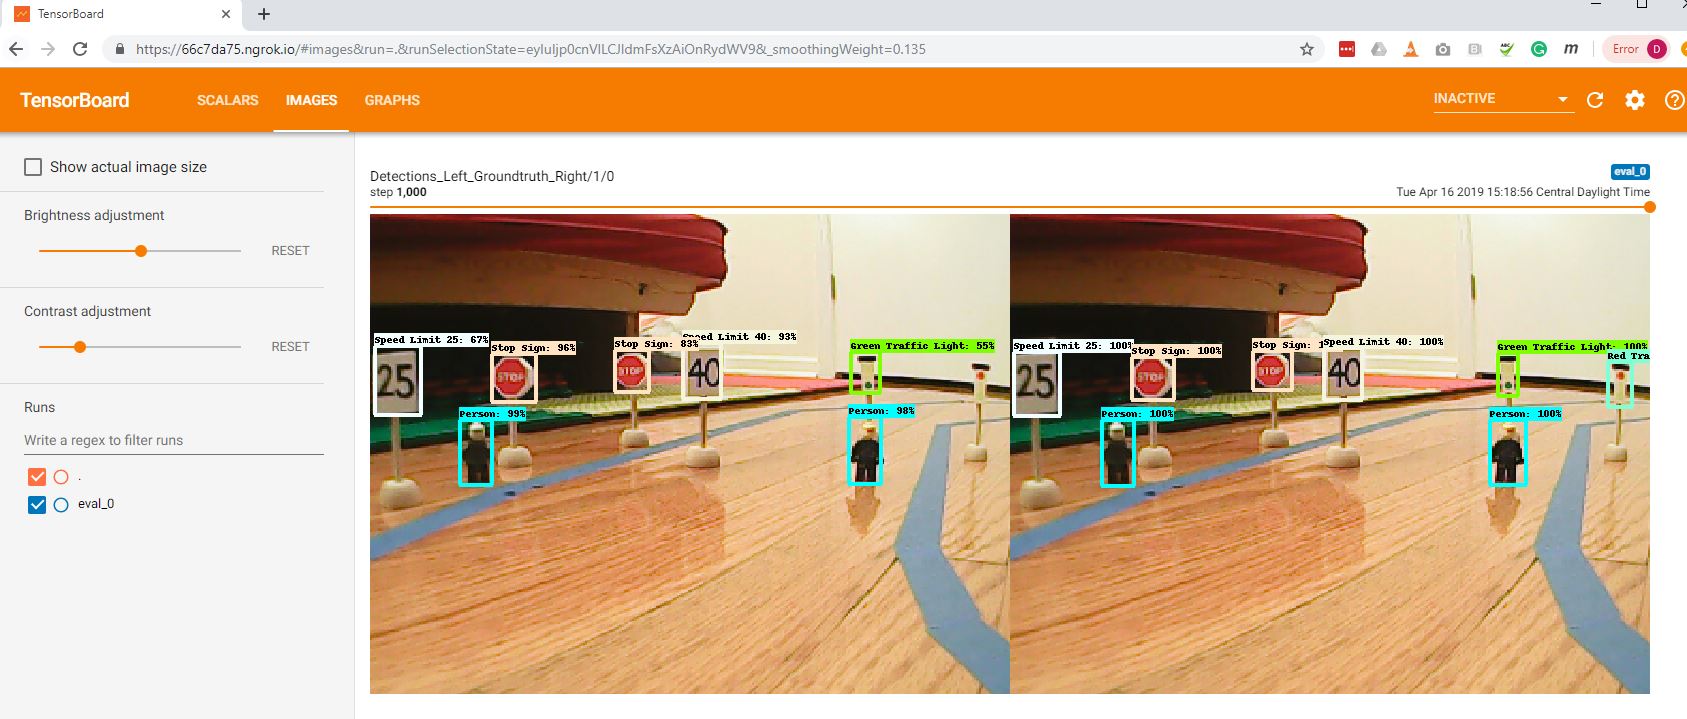 TensorBoard
https://66c7da75.ngrok.io/#images&run=.&runSelectionState=eyIuIjp0cnVlLCJldmFsXzAiOnRydWV9&_smoothingWeight=0.135
Error D
TensorBoard SCALARS IMAGES GRAPHS INACTIVE
Show actual image size
Brightness adjustment
RESET
Contrast adjustment
RESET
Runs
Write a regex to filter runs
.
eval_0
Detections_Left_Groundtruth_Right/1/0
eval_0
step 1,000
Tue Apr 16 2019 15:18:56 Central Daylight Time
Speed Limit 25: 67%
Stop Sign: 96%
Stop Sign: 83%
Speed Limit 40: 93%
Green Traffic Light: 55%
25
STOP
STOP
40
Person: 99%
Person: 98%
Speed Limit 25: 100%
Stop Sign: 100%
Stop Sign: 1
Speed Limit 40: 100%
Green Traffic Light: 100%
Red Tra
25
STOP
STOP
40
Person: 100%
Person: 100%